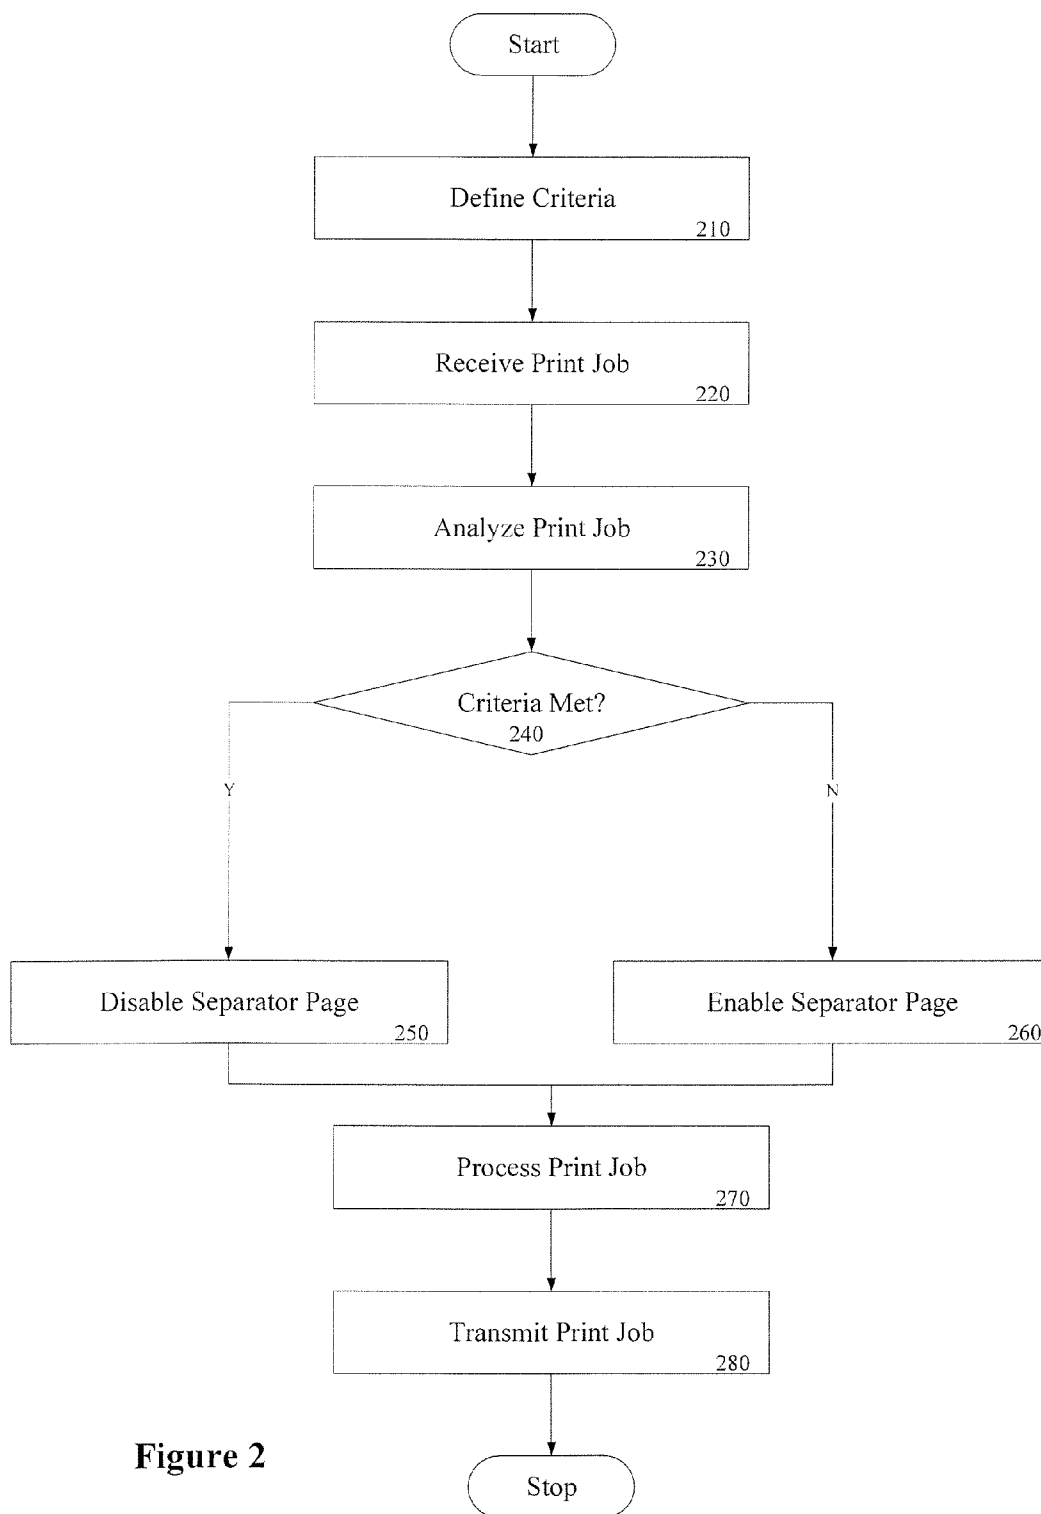 Start
Define Criteria
210
Receive Print Job
220
Analyze Print Job
230
Criteria Met?
240
Y
N
Disable Separator Page
250
Enable Separator Page
260
Process Print Job
270
Transmit Print Job
280
Figure 2
Stop